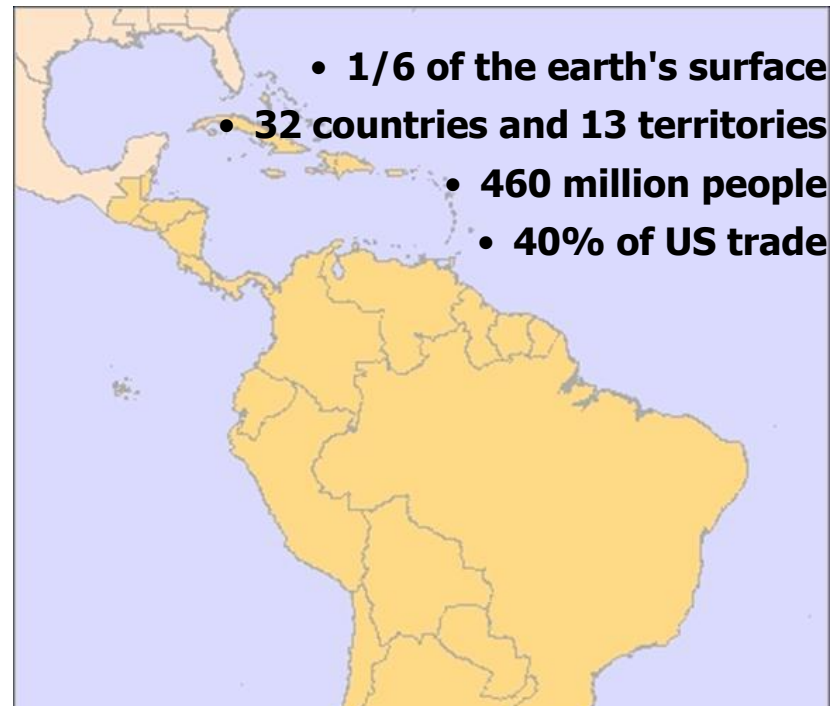 • 1/6 of the earth's surface
• 32 countries and 13 territories
• 460 million people
• 40% of US trade